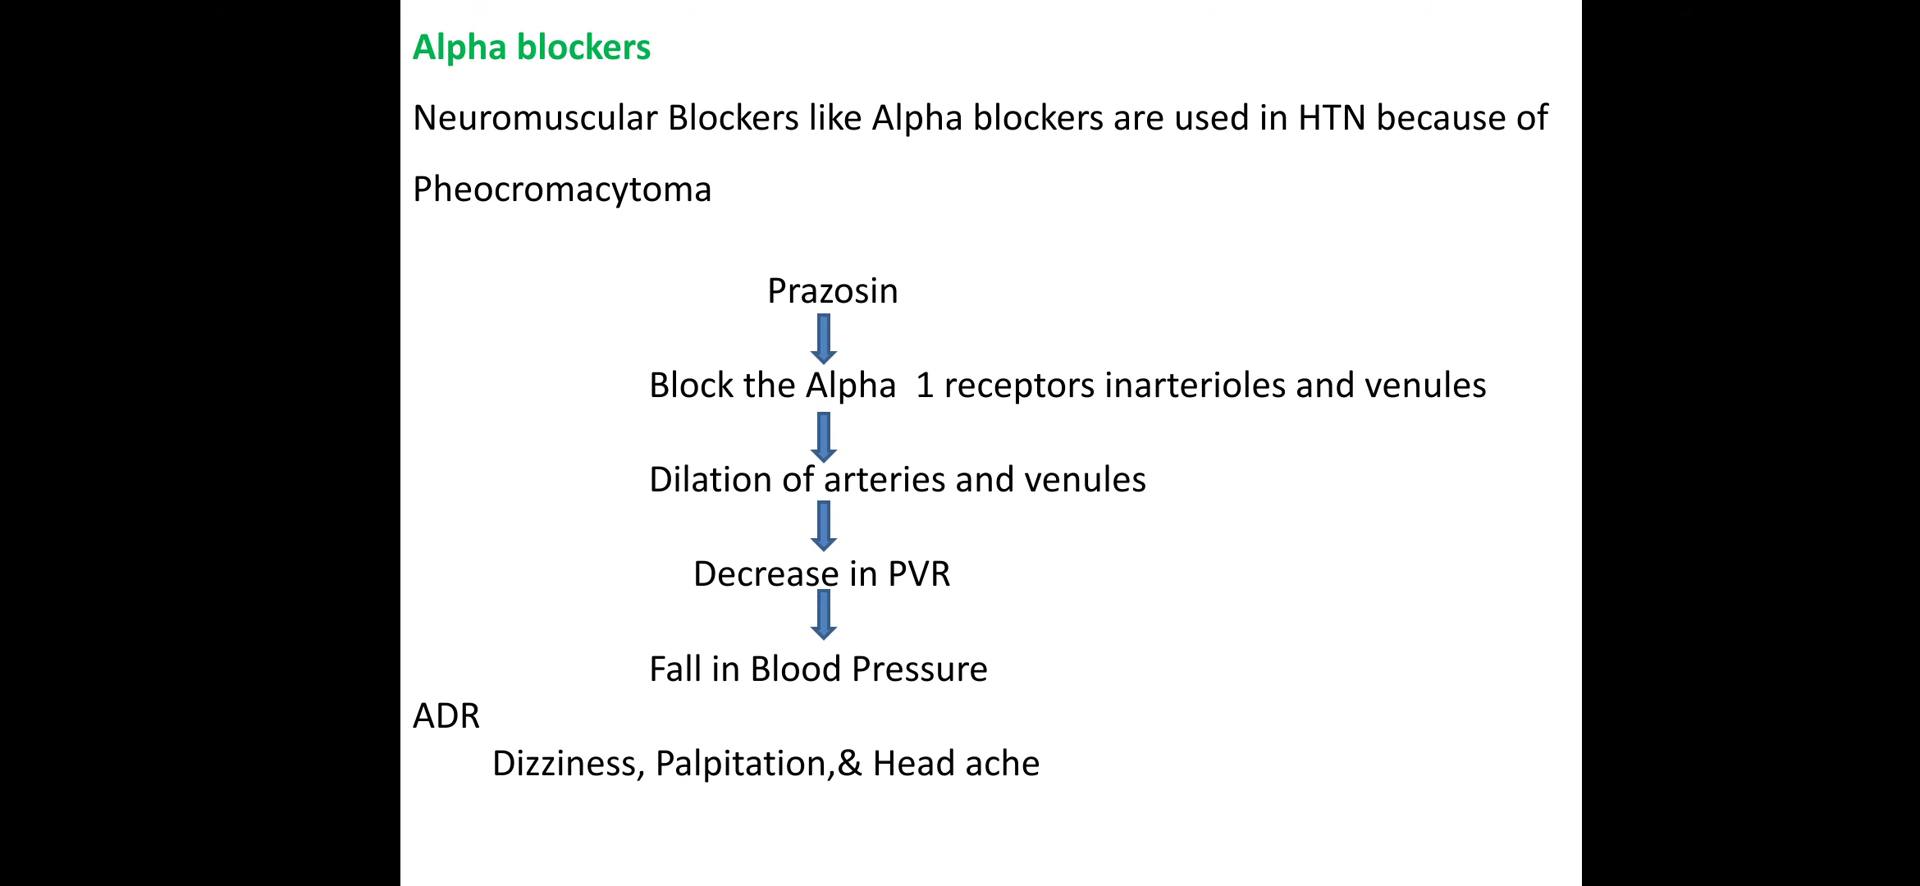 Alpha blockers
Neuromuscular Blockers like Alpha blockers are used in HTN because of
Pheocromacytoma
Prazosin
Block the Alpha  1 receptors inarterioles and venules
Dilation of arteries and venules
Decrease in PVR
Fall in Blood Pressure
ADR
Dizziness, Palpitation,& Head ache